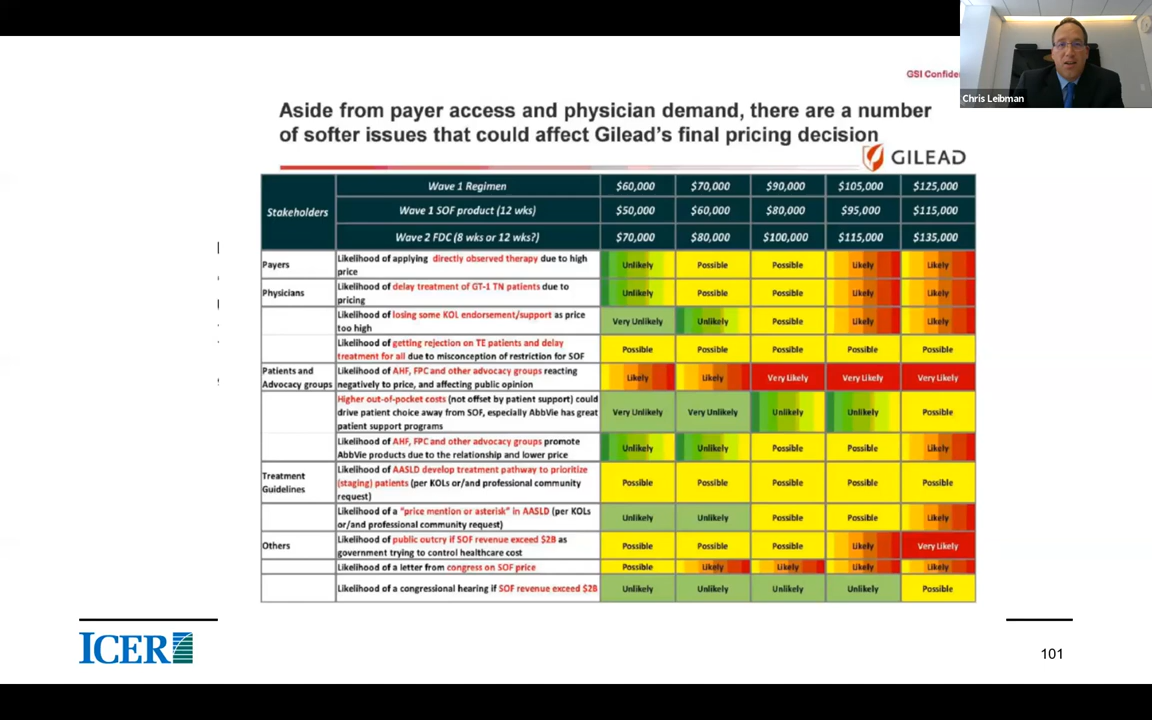 GSI Confide
Chris Leibman
Aside from payer access and physician demand, there are a number
of softer issues that could affect Gilead's final pricing decision
GILEAD
Stakeholders
Wave 1 Regimen $60,000 $70,000 $90,000 $105,000 $125,000
Wave 1 SOF product (12 wks) $50,000 $60,000 $80,000 $95,000 $115,000
Wave 2 FDC (8 wks or 12 wks?) $70,000 $80,000 $100,000 $115,000 $135,000
Payers
Likelihood of applying directly observed therapy due to high
price
Unlikely Possible Possible Likely Likely
Physicians
Likelihood of delay treatment of GT-1 TN patients due to
pricing
Unlikely Possible Possible Likely Likely
Likelihood of losing some KOL endorsement/support as price
too high
Very Unlikely Unlikely Possible Likely Likely
Likelihood of getting rejection on TE patients and delay
treatment for all due to misconception of restriction for SOF
Possible Possible Possible Possible Possible
Patients and
Advocacy groups
Likelihood of AHF, FPC and other advocacy groups reacting
negatively to price, and affecting public opinion
Likely Likely Very Likely Very Likely Very Likely
Higher out-of-pocket costs (not offset by patient support) could
drive patient choice away from SOF, especially AbbVie has great
patient support programs
Very Unlikely Very Unlikely Unlikely Unlikely Possible
Likelihood of AHF, FPC and other advocacy groups promote
AbbVie products due to the relationship and lower price
Unlikely Unlikely Possible Possible Likely
Treatment
Guidelines
Likelihood of AASLD develop treatment pathway to prioritize
(staging) patients (per KOLs or/and professional community
request)
Possible Possible Possible Possible Possible
Likelihood of a "price mention or asterisk" in AASLD (per KOLs
or/and professional community request)
Unlikely Unlikely Possible Possible Likely
Others
Likelihood of public outcry if SOF revenue exceed $2B as
government trying to control healthcare cost
Possible Possible Possible Likely Very Likely
Likelihood of a letter from congress on SOF price
Possible Likely Likely Likely Likely
Likelihood of a congressional hearing if SOF revenue exceed $2B
Unlikely Unlikely Unlikely Unlikely Possible
ICER
101